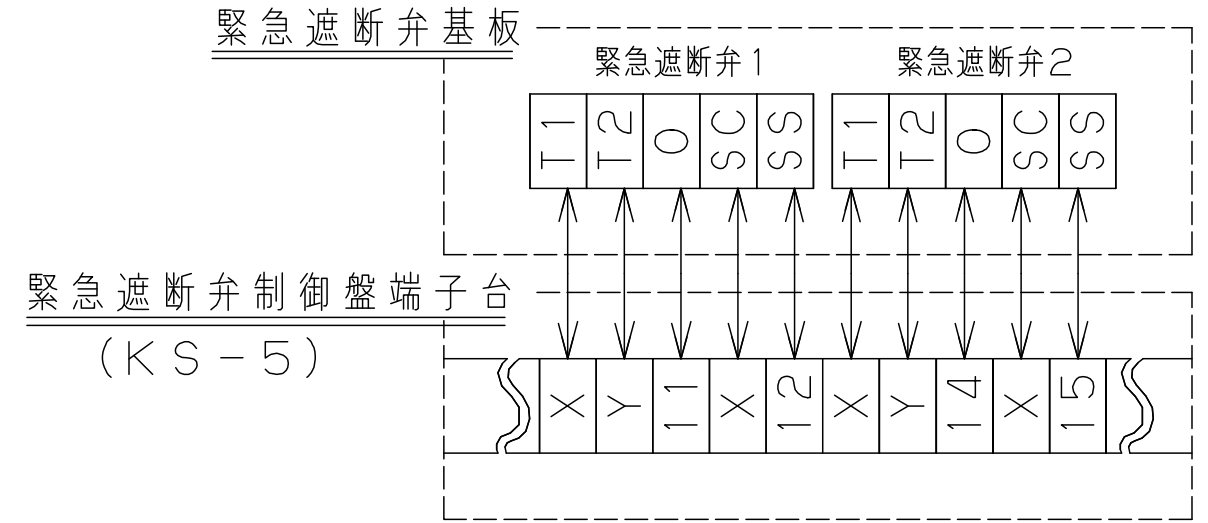 緊急遮断弁基板
緊急遮断弁1 緊急遮断弁2
T1 T2 O SC SS T1 T2 O SC SS
緊急遮断弁制御盤端子台
(KS-5)
X Y 11 X 12 X Y 14 X 15